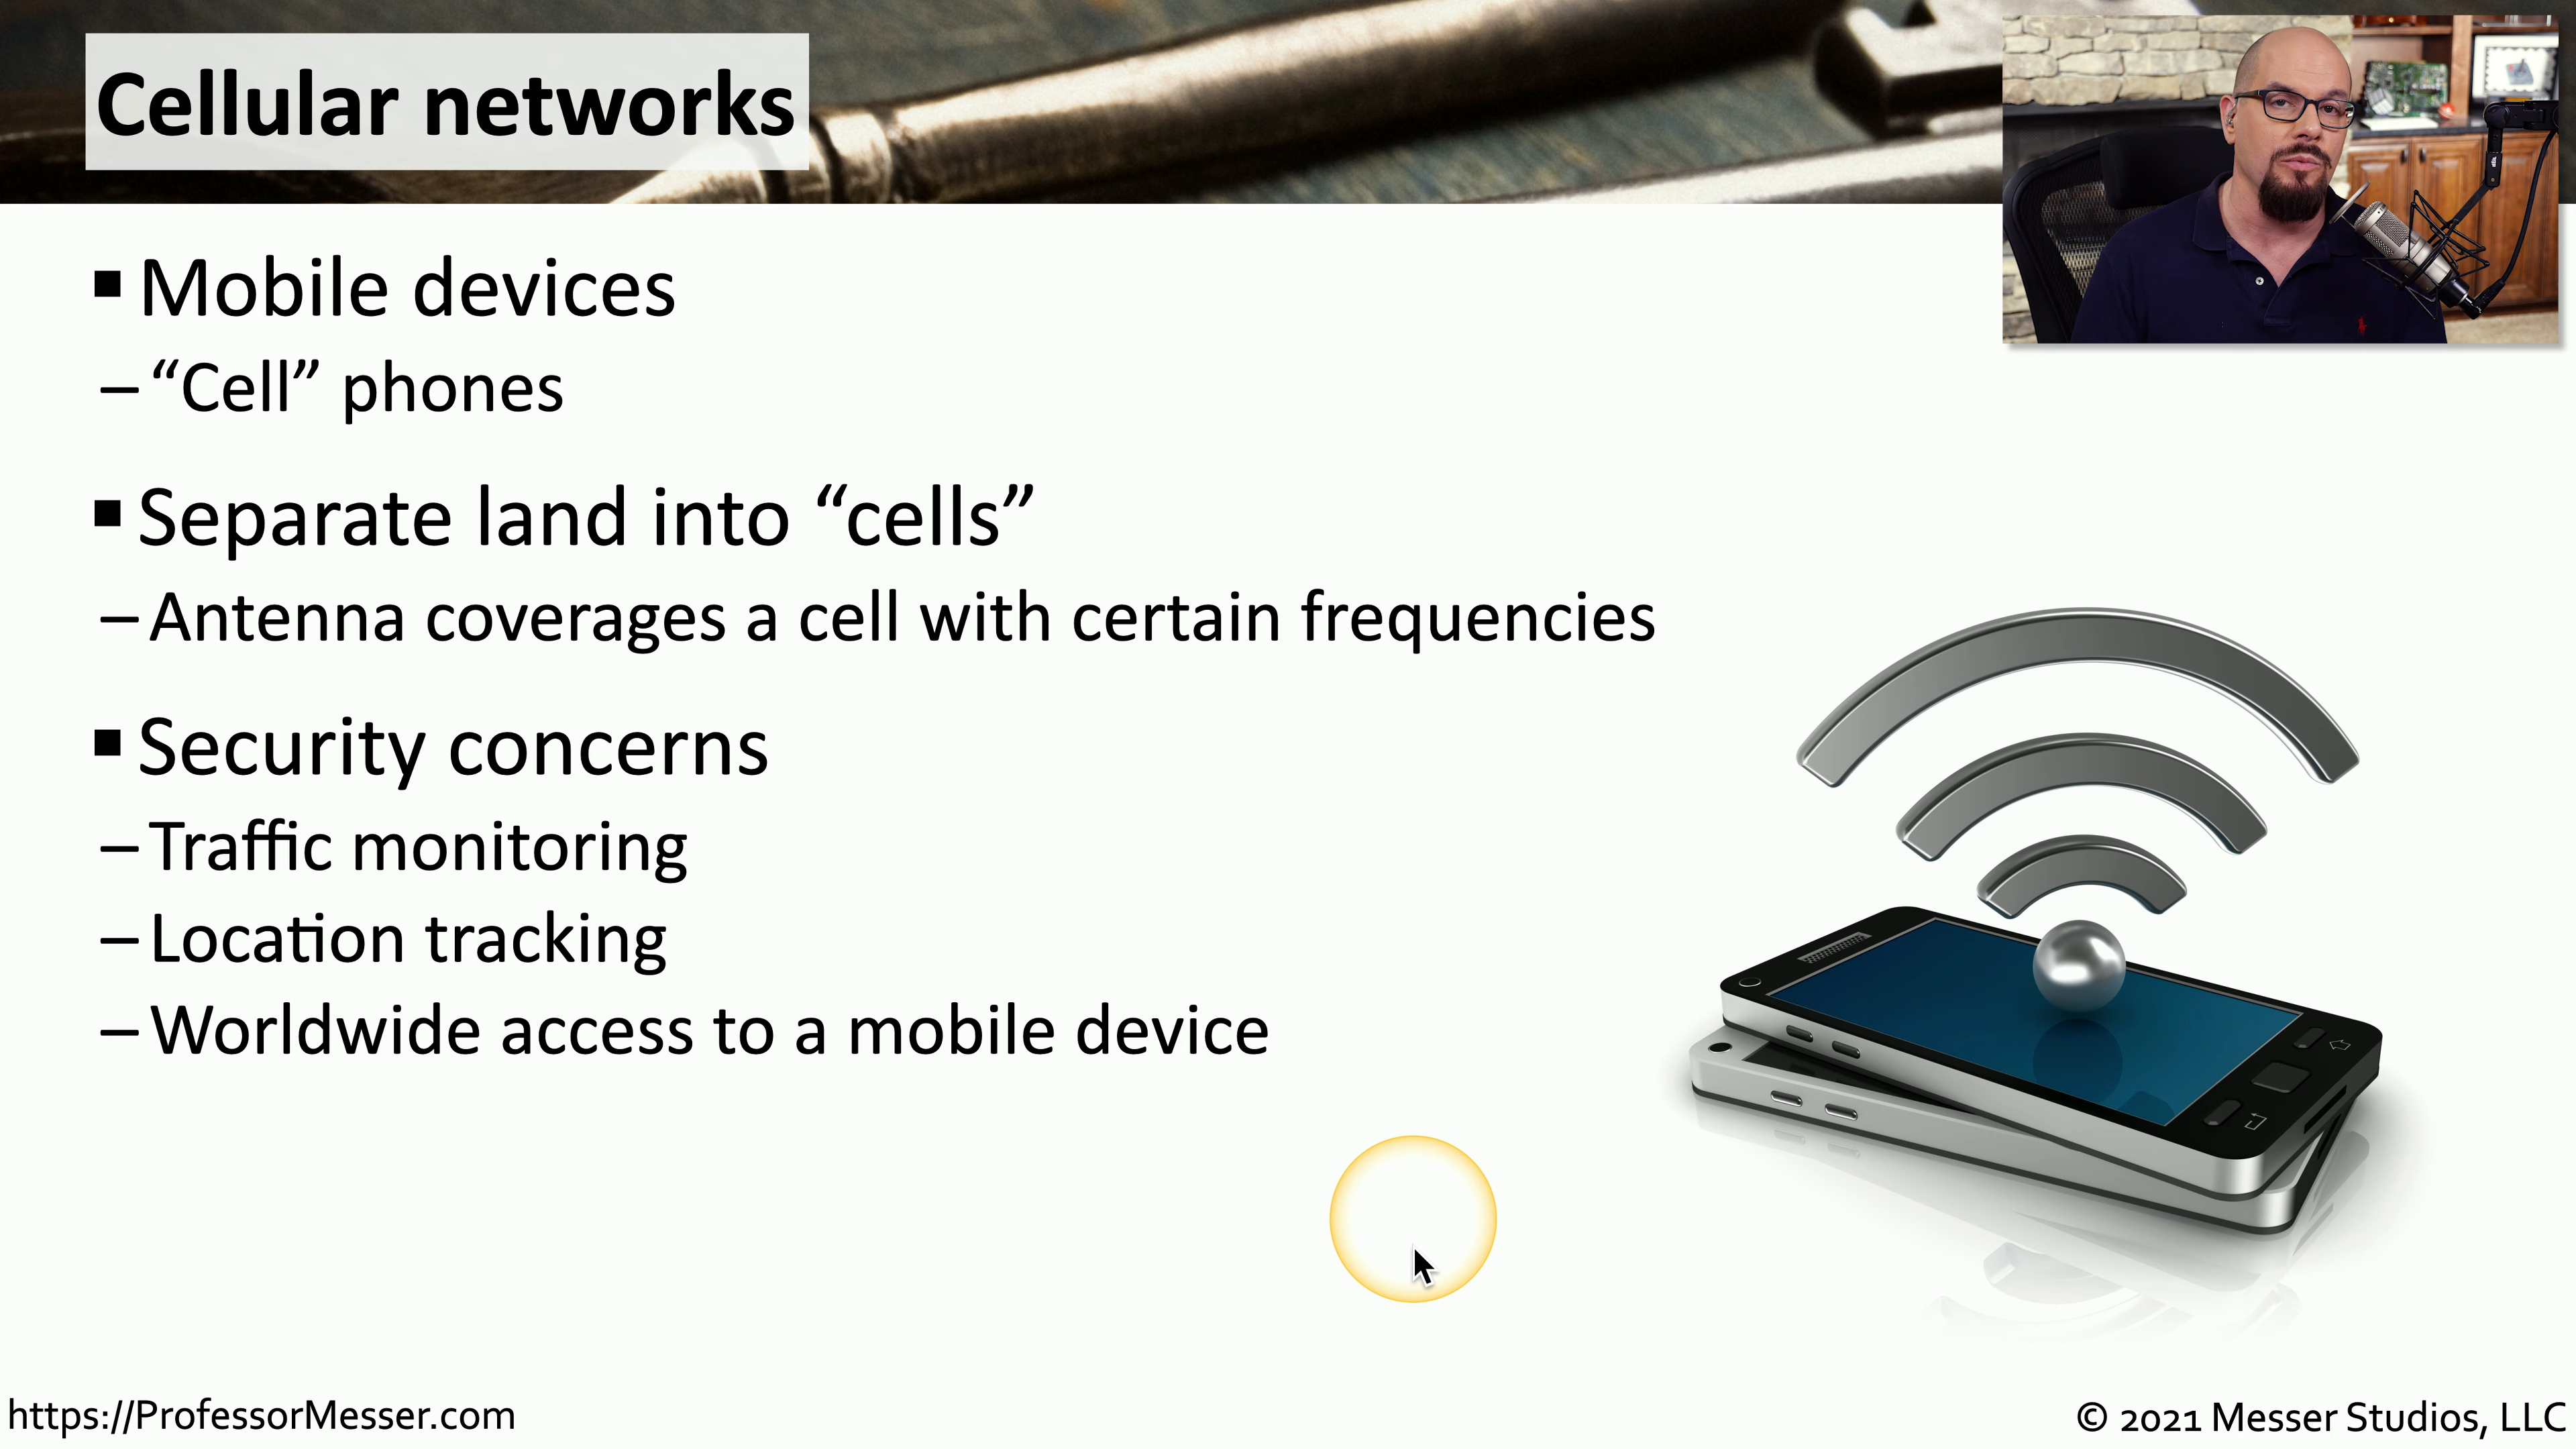 Cellular networks
▪ Mobile devices
– “Cell” phones
▪ Separate land into “cells”
– Antenna coverages a cell with certain frequencies
▪ Security concerns
– Traffic monitoring
– Location tracking
– Worldwide access to a mobile device
https://ProfessorMesser.com
© 2021 Messer Studios, LLC